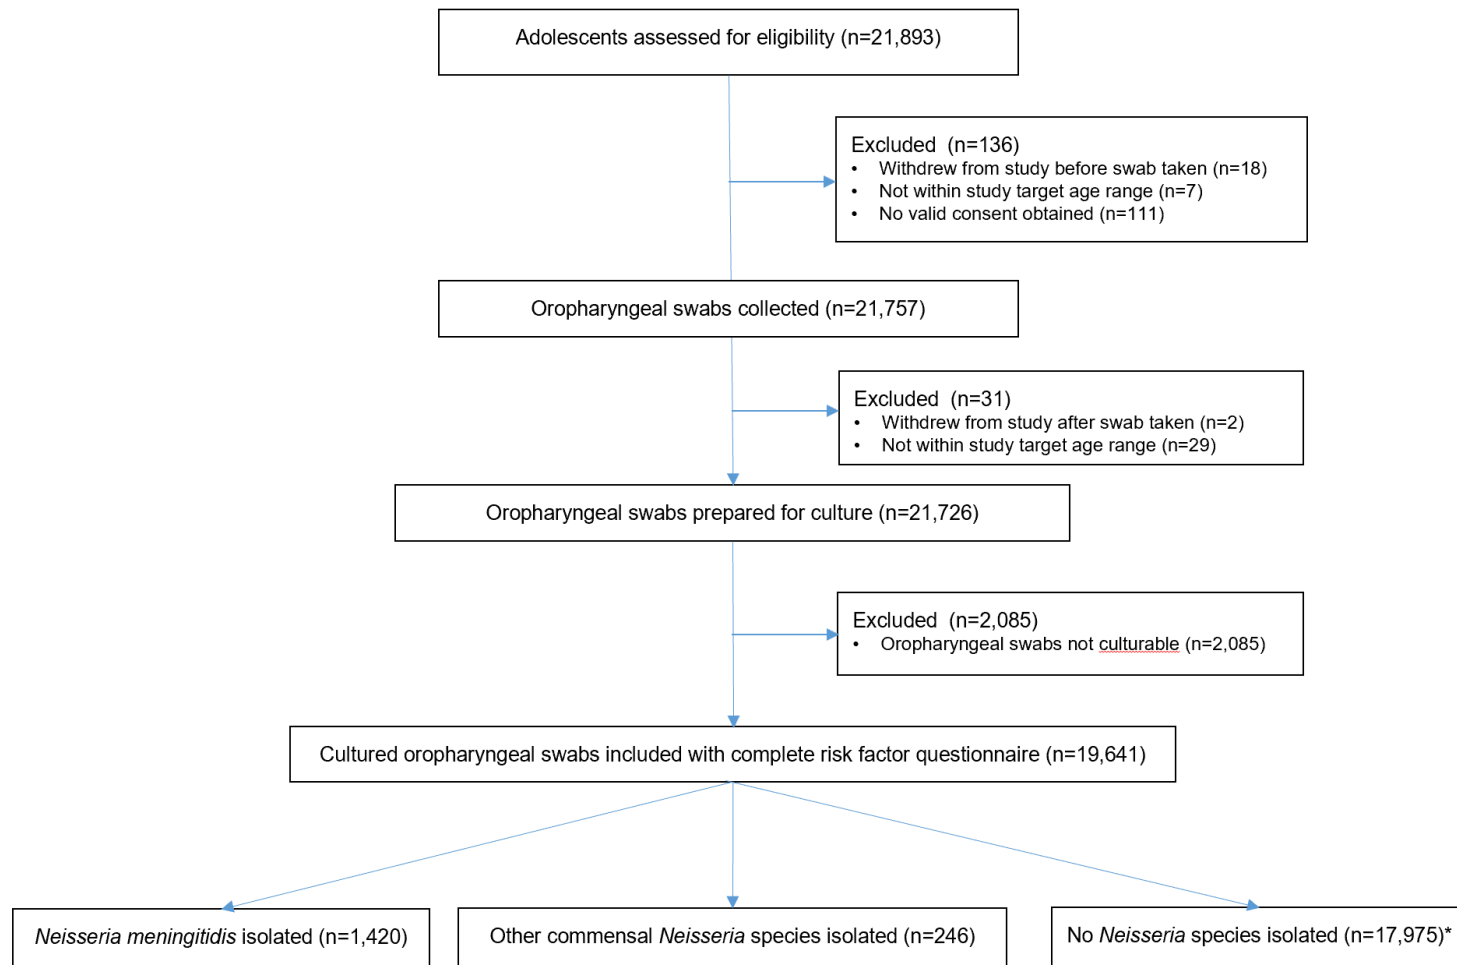 Adolescents assessed for eligibility (n=21,893)
Excluded  (n=136)
• Withdrew from study before swab taken (n=18)
• Not within study target age range (n=7)
• No valid consent obtained (n=111)
Oropharyngeal swabs collected (n=21,757)
Excluded  (n=31)
• Withdrew from study after swab taken (n=2)
• Not within study target age range (n=29)
Oropharyngeal swabs prepared for culture (n=21,726)
Excluded  (n=2,085)
• Oropharyngeal swabs not culturable (n=2,085)
Cultured oropharyngeal swabs included with complete risk factor questionnaire (n=19,641)
Neisseria meningitidis isolated (n=1,420)
Other commensal Neisseria species isolated (n=246)
No Neisseria species isolated (n=17,975)*